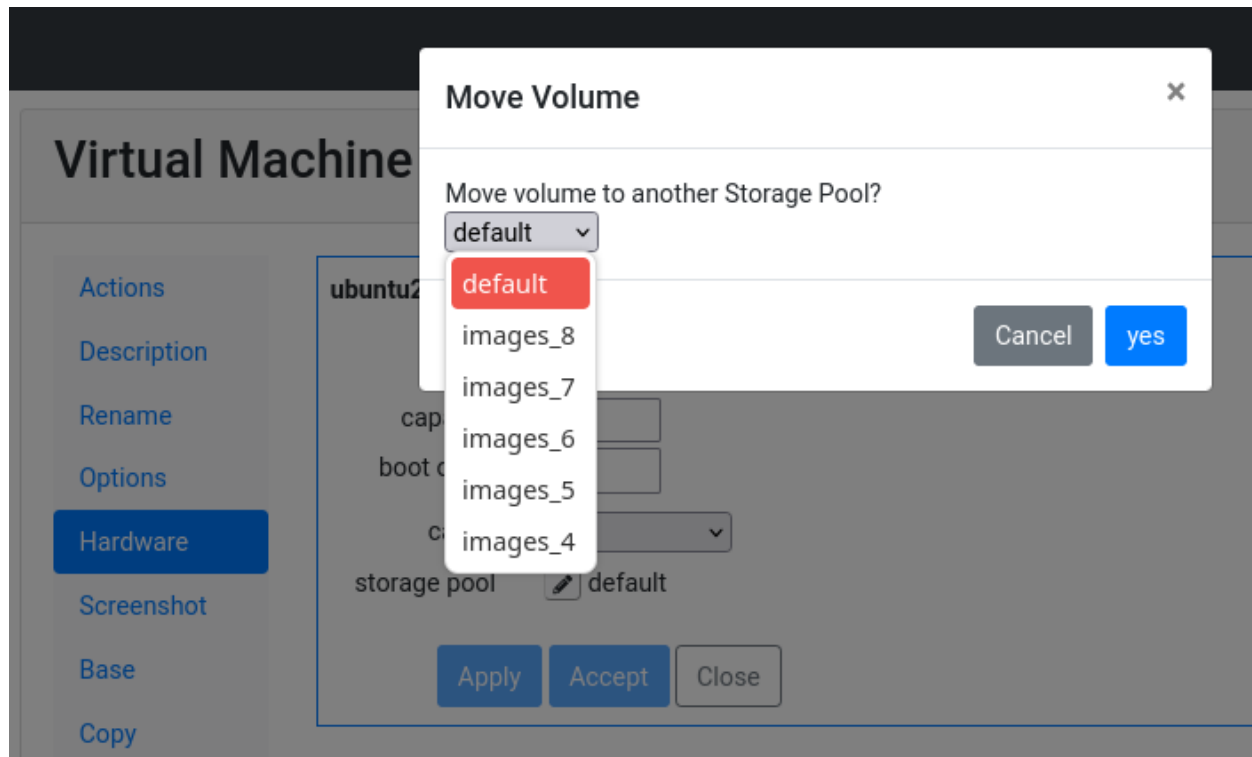 Move Volume ×
Virtual Machine
Move volume to another Storage Pool?
default
Actions
Description
Rename
Options
Hardware
Screenshot
Base
Copy
default
images_8
images_7
images_6
images_5
images_4
Cancel yes
storage pool default
Apply Accept Close